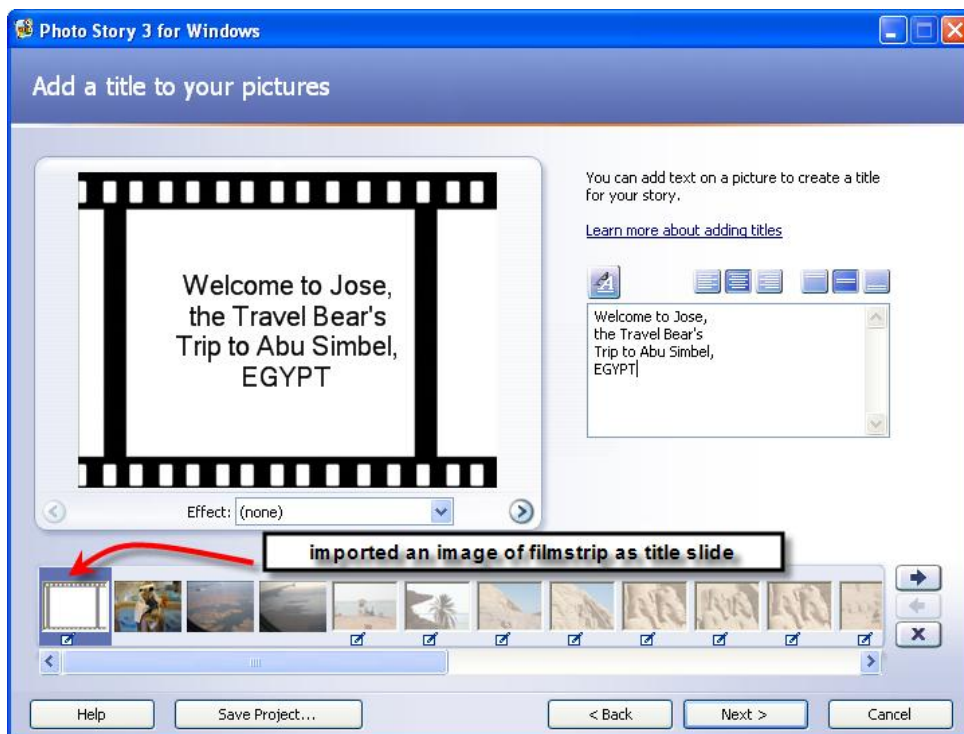 Photo Story 3 for Windows
Add a title to your pictures
Welcome to Jose,
the Travel Bear's
Trip to Abu Simbel,
EGYPT
You can add text on a picture to create a title
for your story.
Learn more about adding titles
A
Welcome to Jose,
the Travel Bear's
Trip to Abu Simbel,
EGYPT
Effect: (none)
imported an image of filmstrip as title slide
Help
Save Project...
< Back
Next >
Cancel